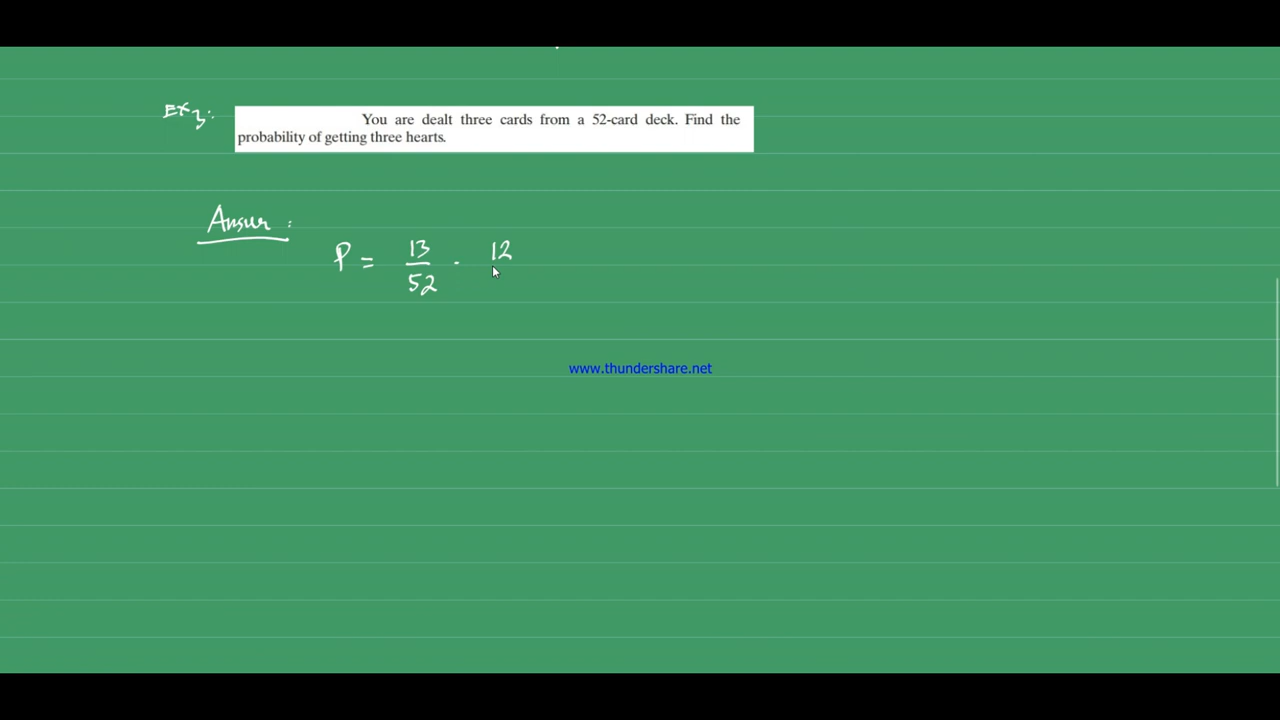 Ex 3:
You are dealt three cards from a 52-card deck. Find the
probability of getting three hearts.
Answer :
P = 13/52 . 12
www.thundershare.net